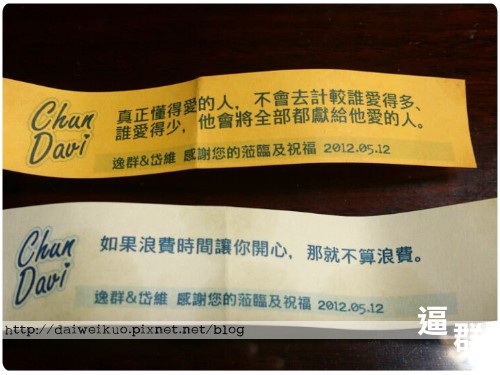 Chun
Davi
真正懂得愛的人，不會去計較誰愛得多、
誰愛得少，他會將全部都獻給他愛的人。
逸群&岱維 感謝您的蒞臨及祝福 2012.05.12
Chun
Davi
如果浪費時間讓你開心，那就不算浪費。
逸群&岱維 感謝您的蒞臨及祝福 2012.05.12
http://daiweikuo.pixnet.net/blog
逼
群